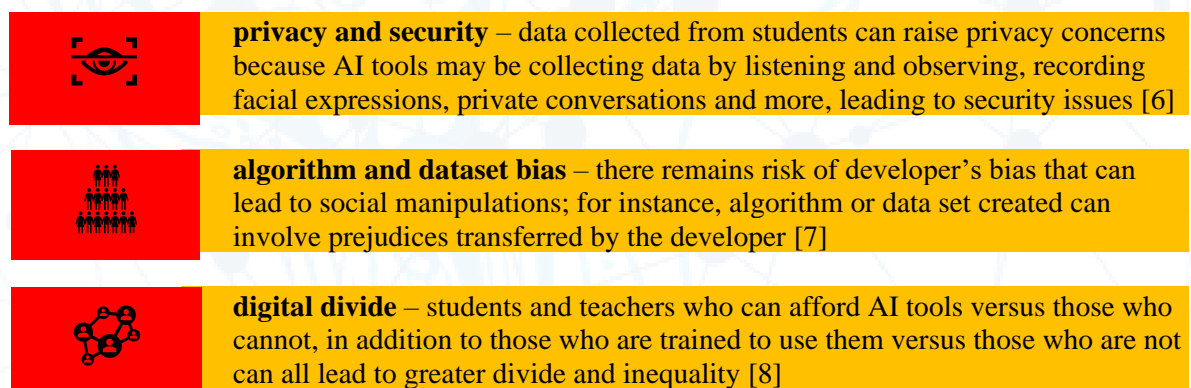 privacy and security – data collected from students can raise privacy concerns
because AI tools may be collecting data by listening and observing, recording
facial expressions, private conversations and more, leading to security issues [6]
algorithm and dataset bias – there remains risk of developer’s bias that can
lead to social manipulations; for instance, algorithm or data set created can
involve prejudices transferred by the developer [7]
digital divide – students and teachers who can afford AI tools versus those who
cannot, in addition to those who are trained to use them versus those who are not
can all lead to greater divide and inequality [8]